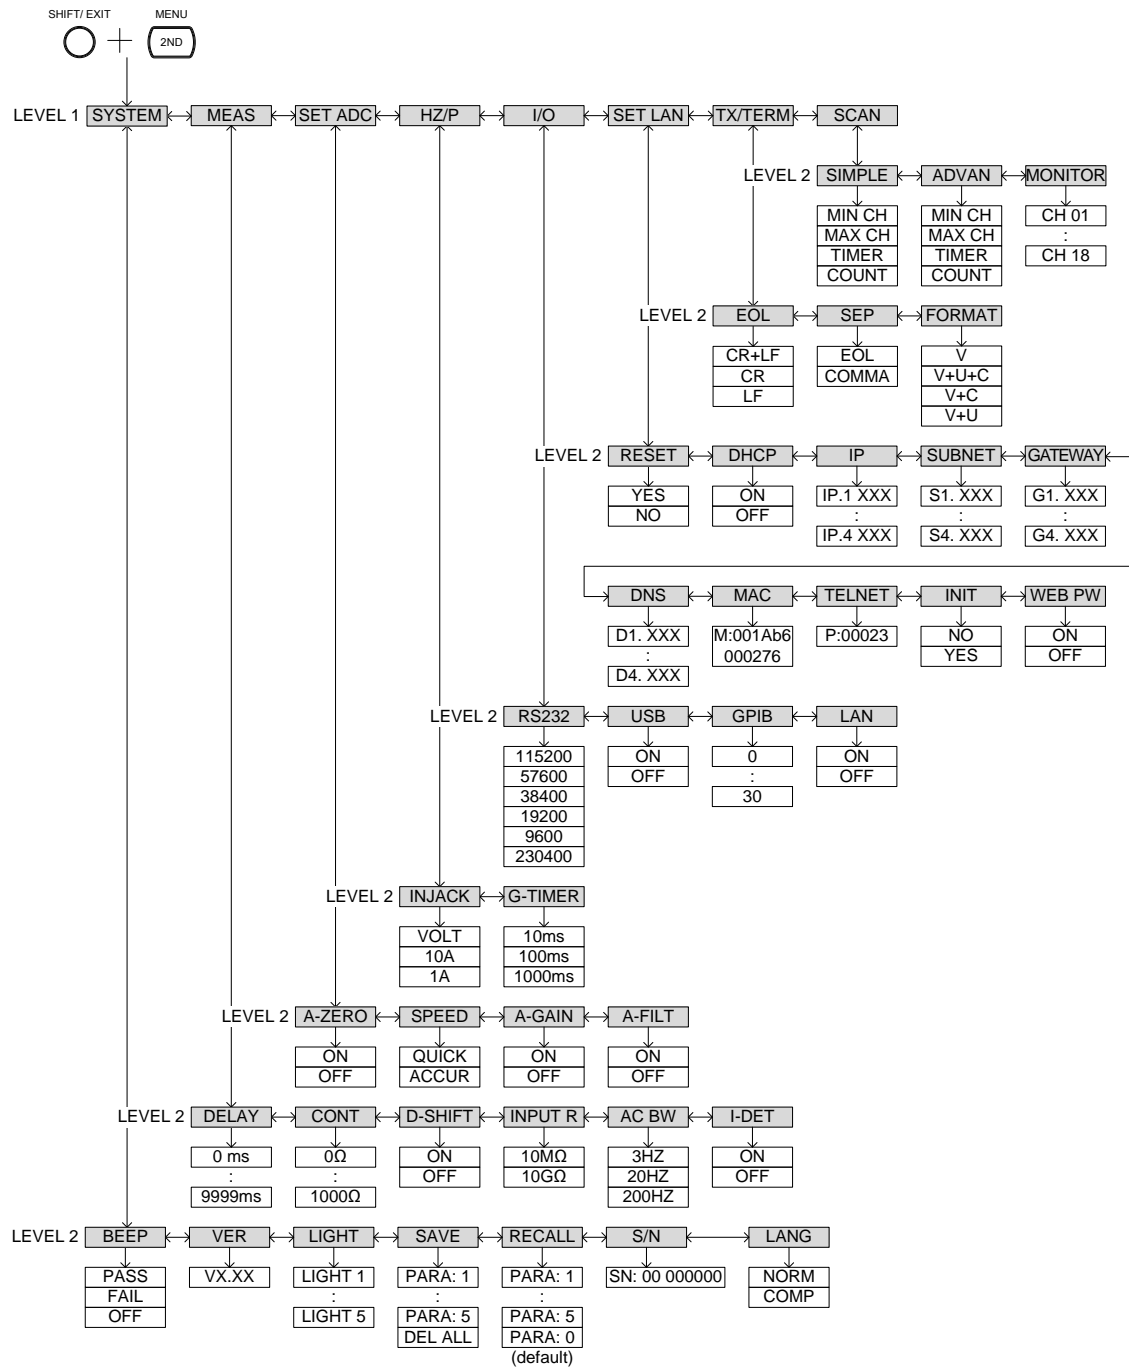 SHIFT/ EXIT MENU
2ND
LEVEL 1 SYSTEM MEAS SET ADC HZ/P I/O SET LAN TX/TERM SCAN
LEVEL 2 SIMPLE ADVAN MONITOR
MIN CH MIN CH CH 01
MAX CH MAX CH :
TIMER TIMER CH 18
COUNT COUNT
LEVEL 2 EOL SEP FORMAT
CR+LF EOL V
CR COMMA V+U+C
LF V+C
V+U
LEVEL 2 RESET DHCP IP SUBNET GATEWAY
YES ON IP.1 XXX S1. XXX G1. XXX
NO OFF : : :
IP.4 XXX S4. XXX G4. XXX
DNS MAC TELNET INIT WEB PW
D1. XXX M:001Ab6 P:00023 NO ON
: 000276 YES OFF
D4. XXX
LEVEL 2 RS232 USB GPIB LAN
115200 ON 0 ON
57600 OFF : OFF
38400 30
19200
9600
230400
LEVEL 2 INJACK G-TIMER
VOLT 10ms
10A 100ms
1A 1000ms
LEVEL 2 A-ZERO SPEED A-GAIN A-FILT
ON QUICK ON ON
OFF ACCUR OFF OFF
LEVEL 2 DELAY CONT D-SHIFT INPUT R AC BW I-DET
0 ms 0Ω ON 10MΩ 3HZ ON
: : OFF 10GΩ 20HZ OFF
9999ms 1000Ω 200HZ
LEVEL 2 BEEP VER LIGHT SAVE RECALL S/N LANG
PASS VX.XX LIGHT 1 PARA: 1 PARA: 1 SN: 00 000000 NORM
FAIL : : : COMP
OFF LIGHT 5 PARA: 5 PARA: 5
DEL ALL PARA: 0
(default)